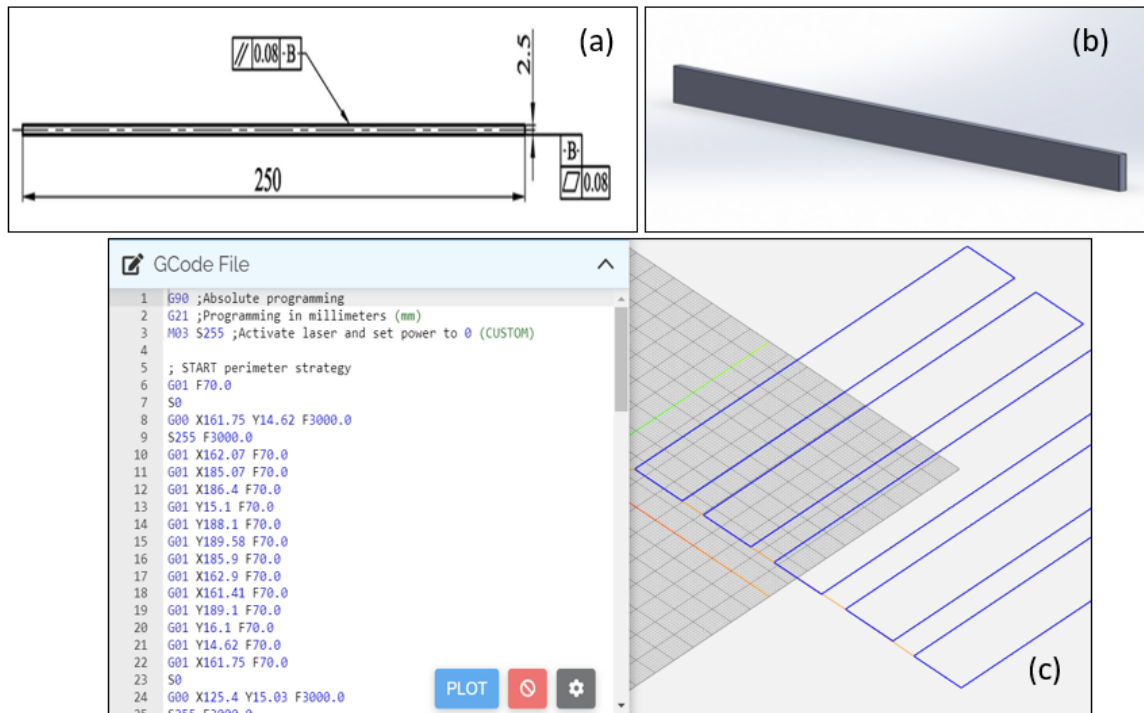 (a)
// 0.08 -B-
2.5
250
-B-
0.08
(b)
GCode File
1 G90 ;Absolute programming
2 G21 ;Programming in millimeters (mm)
3 M03 S255 ;Activate laser and set power to 0 (CUSTOM)
4
5 ; START perimeter strategy
6 G01 F70.0
7 S0
8 G00 X161.75 Y14.62 F3000.0
9 S255 F3000.0
10 G01 X162.07 F70.0
11 G01 X185.07 F70.0
12 G01 X186.4 F70.0
13 G01 Y15.1 F70.0
14 G01 Y188.1 F70.0
15 G01 Y189.58 F70.0
16 G01 X185.9 F70.0
17 G01 X162.9 F70.0
18 G01 X161.41 F70.0
19 G01 Y189.1 F70.0
20 G01 Y16.1 F70.0
21 G01 Y14.62 F70.0
22 G01 X161.75 F70.0
23 S0
24 G00 X125.4 Y15.03 F3000.0
25 S255 F3000.0
PLOT
(c)